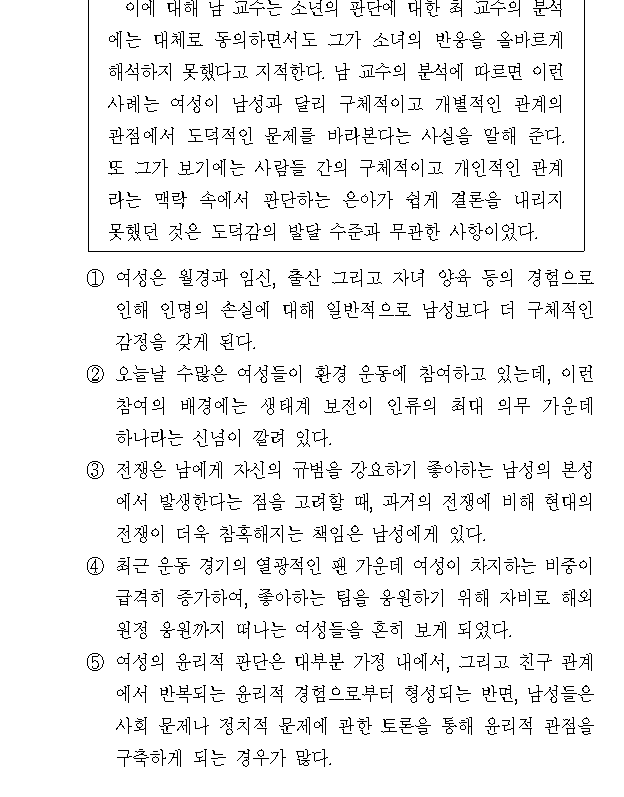 이에 대해 남 교수는 소년의 판단에 대한 최 교수의 분석
에는 대체로 동의하면서도 그가 소녀의 반응을 올바르게
해석하지 못했다고 지적한다. 남 교수의 분석에 따르면 이런
사례는 여성이 남성과 달리 구체적이고 개별적인 관계의
관점에서 도덕적인 문제를 바라본다는 사실을 말해 준다.
또 그가 보기에는 사람들 간의 구체적이고 개인적인 관계
라는 맥락 속에서 판단하는 은아가 쉽게 결론을 내리지
못했던 것은 도덕감의 발달 수준과 무관한 사항이었다.
① 여성은 월경과 임신, 출산 그리고 자녀 양육 등의 경험으로
인해 인명의 손실에 대해 일반적으로 남성보다 더 구체적인
감정을 갖게 된다.
② 오늘날 수많은 여성들이 환경 운동에 참여하고 있는데, 이런
참여의 배경에는 생태계 보전이 인류의 최대 의무 가운데
하나라는 신념이 깔려 있다.
③ 전쟁은 남에게 자신의 규범을 강요하기 좋아하는 남성의 본성
에서 발생한다는 점을 고려할 때, 과거의 전쟁에 비해 현대의
전쟁이 더욱 참혹해지는 책임은 남성에게 있다.
④ 최근 운동 경기의 열광적인 팬 가운데 여성이 차지하는 비중이
급격히 증가하여, 좋아하는 팀을 응원하기 위해 자비로 해외
원정 응원까지 떠나는 여성들을 흔히 보게 되었다.
⑤ 여성의 윤리적 판단은 대부분 가정 내에서, 그리고 친구 관계
에서 반복되는 윤리적 경험으로부터 형성되는 반면, 남성들은
사회 문제나 정치적 문제에 관한 토론을 통해 윤리적 관점을
구축하게 되는 경우가 많다.